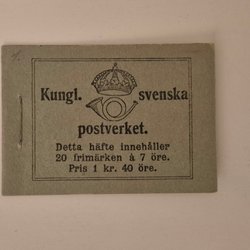 Kungl. svenska
postverket.
Detta häfte innehåller
20 frimärken à 7 öre.
Pris 1 kr. 40 öre.